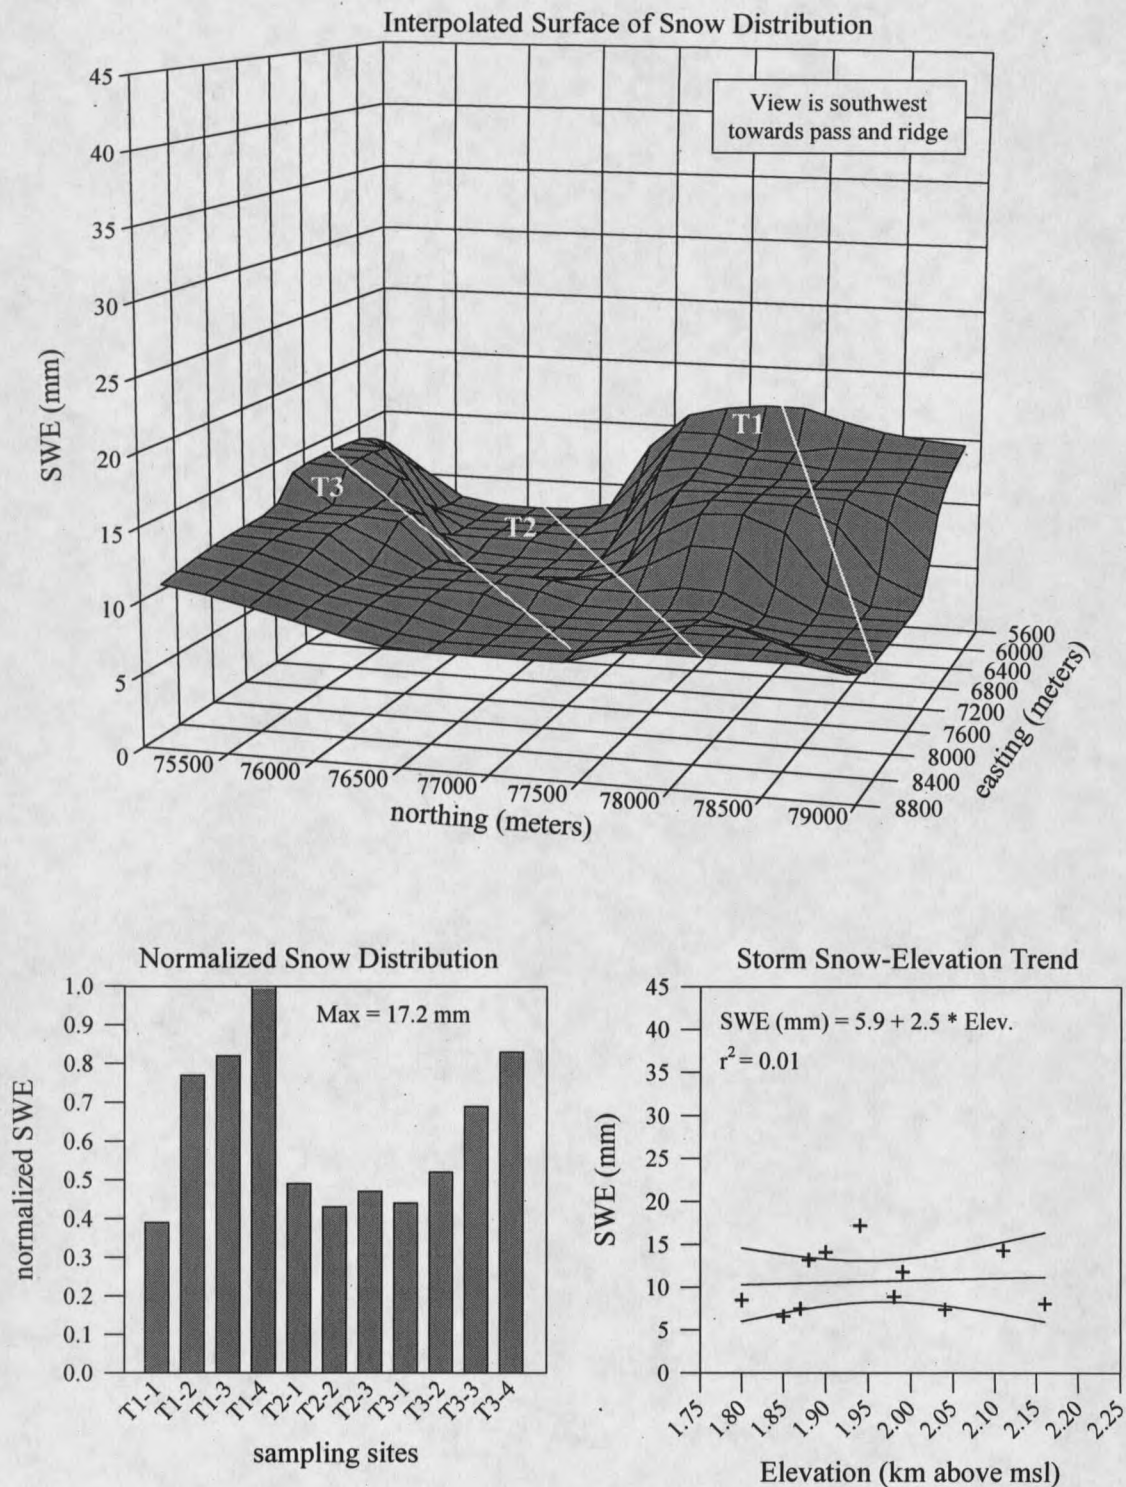 Interpolated Surface of Snow Distribution
View is southwest
towards pass and ridge
45
40
35
30
25
20
15
10
5
0
SWE (mm)
T3
T2
T1
75500
76000
76500
77000
77500
78000
78500
79000
northing (meters)
5600
6000
6400
6800
7200
7600
8000
8400
8800
easting (meters)
Normalized Snow Distribution
Max = 17.2 mm
1.0
0.9
0.8
0.7
0.6
0.5
0.4
0.3
0.2
0.1
0.0
normalized SWE
T1-1
T1-2
T1-3
T1-4
T2-1
T2-2
T2-3
T3-1
T3-2
T3-3
T3-4
sampling sites
Storm Snow-Elevation Trend
SWE (mm) = 5.9 + 2.5 * Elev.
r² = 0.01
45
40
35
30
25
20
15
10
5
0
SWE (mm)
1.75
1.80
1.85
1.90
1.95
2.00
2.05
2.10
2.15
2.20
2.25
Elevation (km above msl)